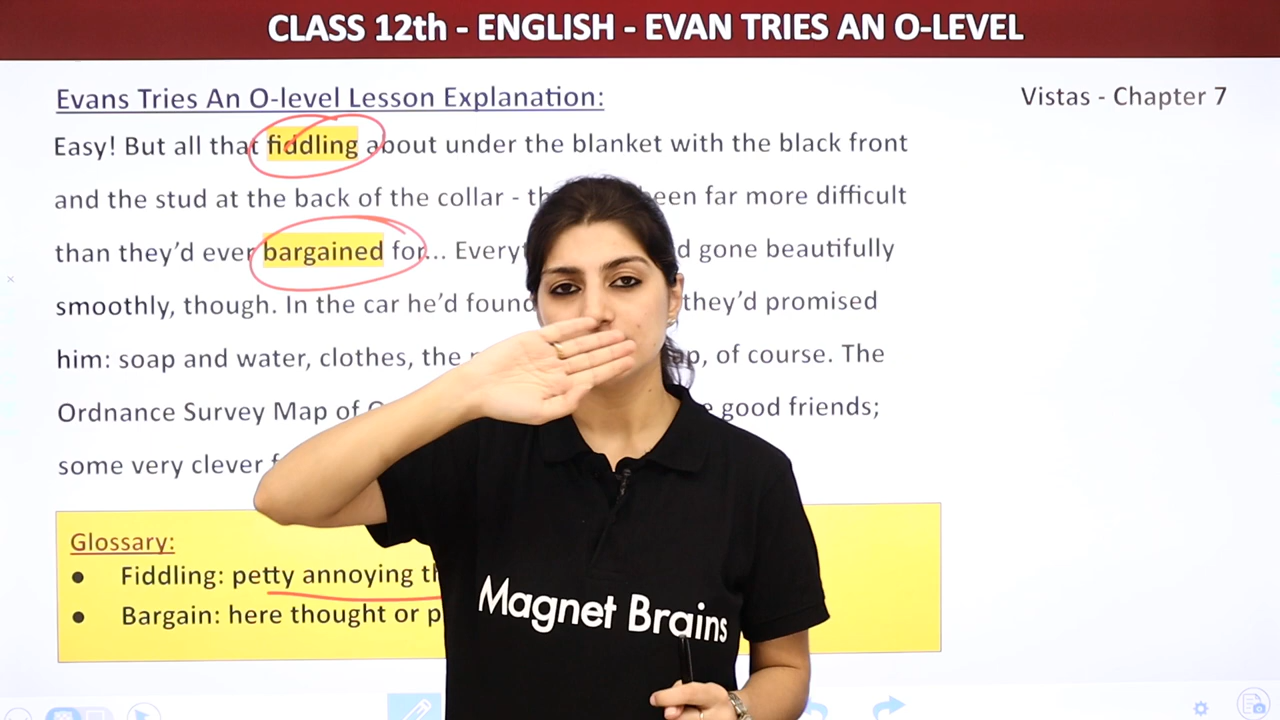 CLASS 12th - ENGLISH - EVAN TRIES AN O-LEVEL
Evans Tries An O-level Lesson Explanation:
Vistas - Chapter 7
Easy! But all that fiddling about under the blanket with the black front
and the stud at the back of the collar - been far more difficult
than they'd ever bargained for... gone beautifully
smoothly, though. In the car he'd found they'd promised
him: soap and water, clothes, the of course. The
Ordnance Survey Map of good friends;
some very clever
Glossary:
● Fiddling: petty annoying
● Bargain: here thought or
Magnet Brains